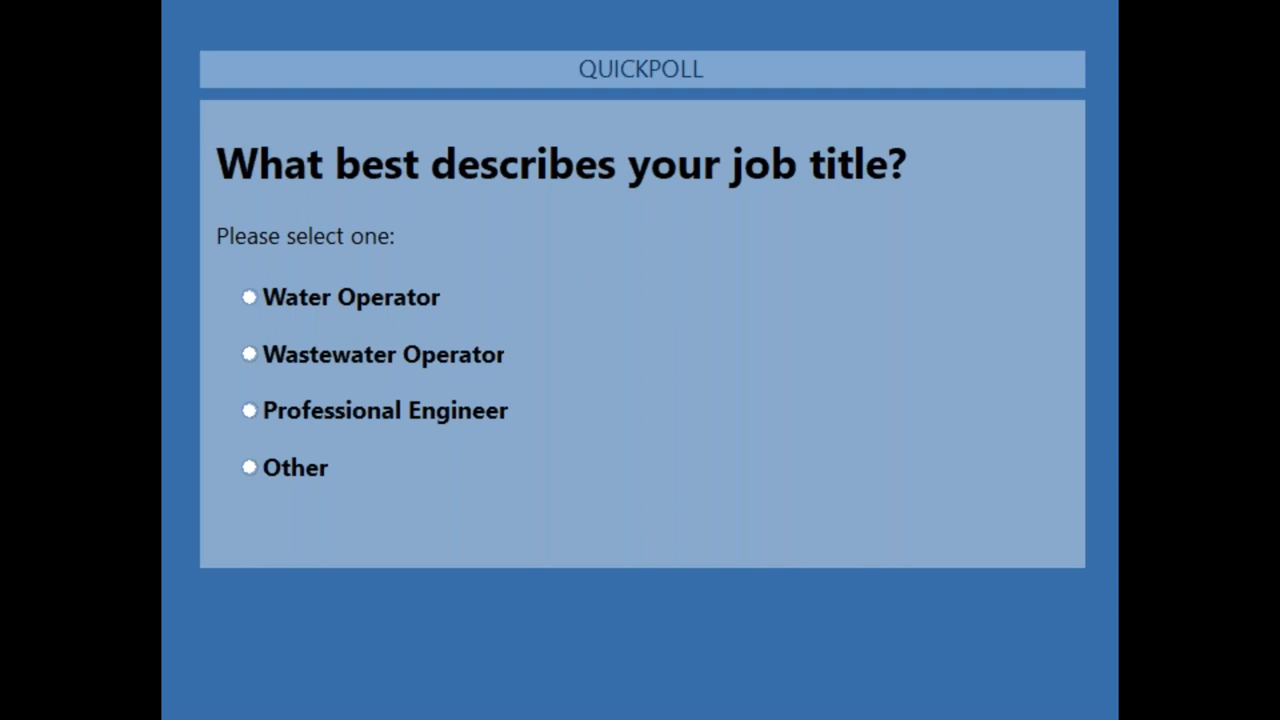 QUICKPOLL
What best describes your job title?
Please select one:
Water Operator
Wastewater Operator
Professional Engineer
Other